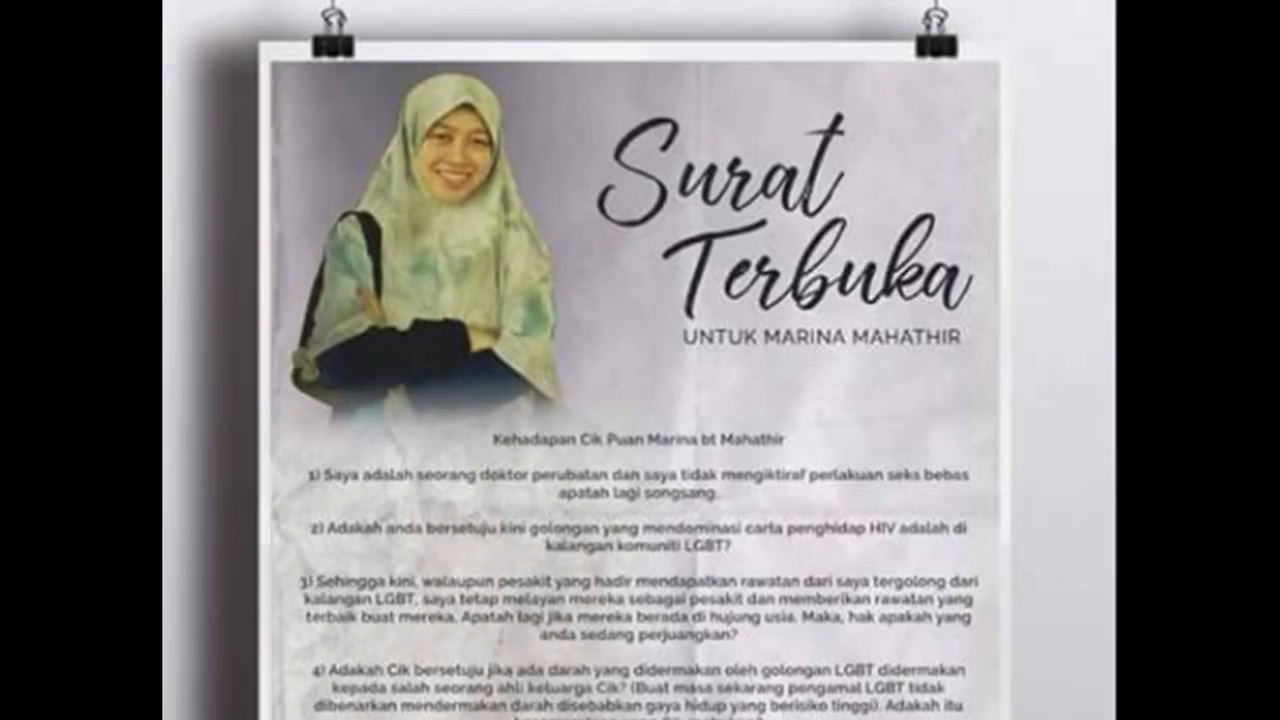 Surat
Terbuka
UNTUK MARINA MAHATHIR
Kehadapan Cik Puan Marina bt Mahathir
1) Saya adalah seorang doktor perubatan dan saya tidak mengiktiraf perlakuan seks bebas
apatah lagi songsang.
2) Adakah anda bersetuju kini golongan yang mendominasi carta penghidap HIV adalah di
kalangan komuniti LGBT?
3) Sehingga kini, walaupun pesakit yang hadir mendapatkan rawatan dari saya tergolong dari
kalangan LGBT, saya tetap melayan mereka sebagai pesakit dan memberikan rawatan yang
terbaik buat mereka. Apatah lagi jika mereka berada di hujung usia. Maka, hak apakah yang
anda sedang perjuangkan?
4) Adakah Cik bersetuju jika ada darah yang didermakan oleh golongan LGBT didermakan
kepada salah seorang ahli keluarga Cik? (Buat masa sekarang pengamal LGBT tidak
dibenarkan mendermakan darah disebabkan gaya hidup yang berisiko tinggi). Adakah itu